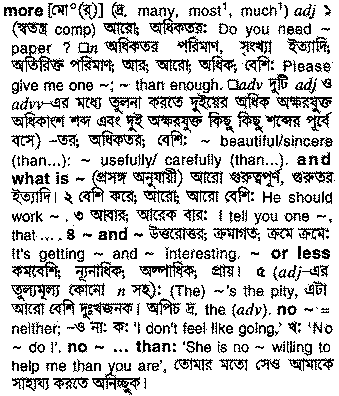 more [মো°(র্)] (দ্র. many, most¹, much¹) adj ১
(স্বতন্ত্র comp) আরো; অধিকতর: Do you need ~
paper ? □n অধিকতর পরিমাণ, সংখ্যা ইত্যাদি;
অতিরিক্ত পরিমাণ; আর; আরো; অধিক; বেশি: Please
give me one ~; ~ than enough. □adv দুটি adj ও
advv-এর মধ্যে তুলনা করতে দুইয়ের অধিক অক্ষরযুক্ত
অধিকাংশ শব্দ এবং দুই অক্ষরযুক্ত কিছু কিছু শব্দের পূর্বে
বসে) –তর; অধিকতর; বেশি: ~ beautiful/sincere
(than...): ~ usefully/ carefully (than...). and
what is ~ (প্রসঙ্গ অনুযায়ী) আরো গুরুত্বপূর্ণ, গুরুতর
ইত্যাদি। ২ বেশি করে; আরো; আরো বেশি: He should
work ~. ৩ আবার; আরেক বার: I tell you one ~,
that .... ৪ ~ and ~ উত্তরোত্তর; ক্রমাগত; ক্রমে ক্রমে:
It's getting ~ and ~ interesting. ~ or less
কমবেশি; ন্যূনাধিক; অল্পাধিক; প্রায়। ৫ (adj-এর
তুল্যমূল্য কোনো n সহ): (The) ~'s the pity, এটা
আরো বেশি দুঃখজনক। অপিচ দ্র. the (adv). no ~ =
neither; –ও না: ক: 'I don't feel like going,' খ: 'No
~ do I'. no ~ ... than: 'She is no ~ willing to
help me than you are', তোমার মতো সেও আমাকে
সাহায্য করতে অনিচ্ছুক।